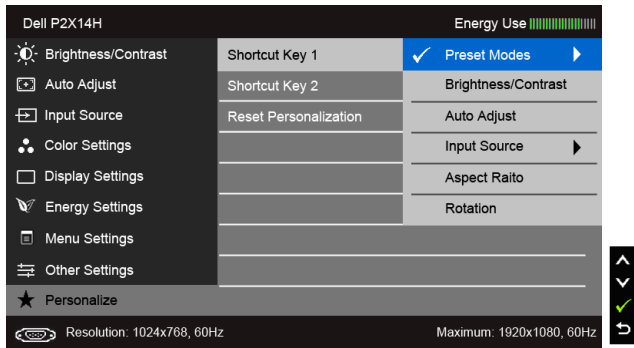 Dell P2X14H
Energy Use
Brightness/Contrast
Auto Adjust
Input Source
Color Settings
Display Settings
Energy Settings
Menu Settings
Other Settings
Personalize
Shortcut Key 1
Shortcut Key 2
Reset Personalization
Preset Modes
Brightness/Contrast
Auto Adjust
Input Source
Aspect Raito
Rotation
Resolution: 1024x768, 60Hz
Maximum: 1920x1080, 60Hz